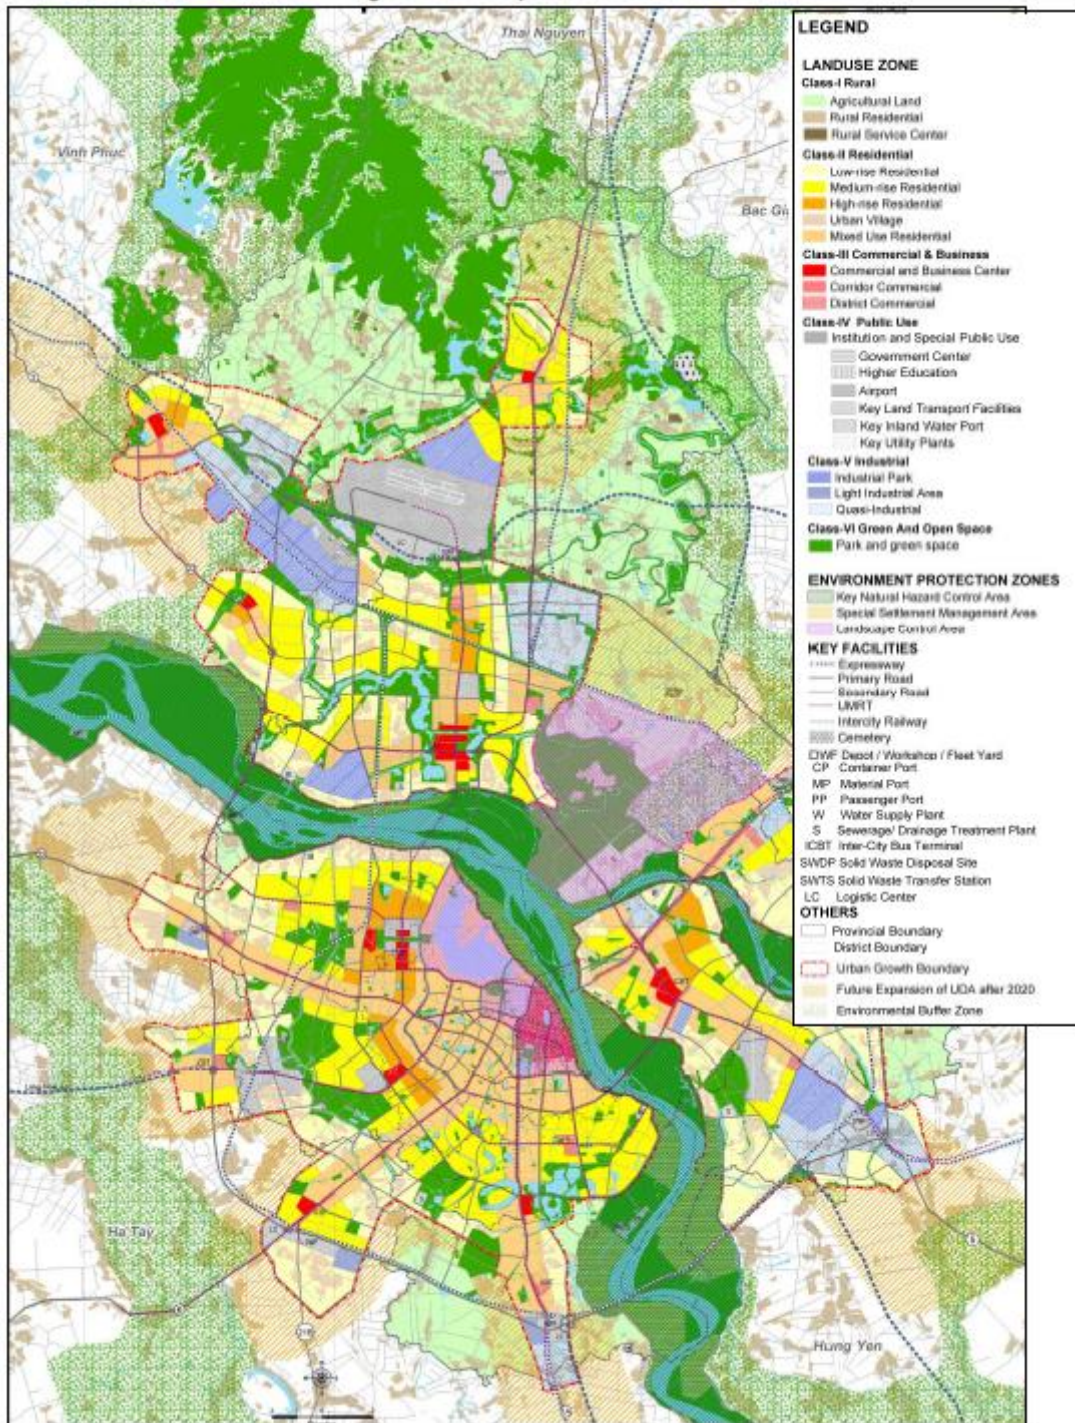 Thai Nguyen
Vinh Phuc
Bac Gi
Ha Tay
Hung Yen
LEGEND
LANDUSE ZONE
Class-I Rural
Agricultural Land
Rural Residential
Rural Service Center
Class-II Residential
Low-rise Residential
Medium-rise Residential
High-rise Residential
Urban Village
Mixed Use Residential
Class-III Commercial & Business
Commercial and Business Center
Corridor Commercial
District Commercial
Class-IV Public Use
Institution and Special Public Use
Government Center
Higher Education
Airport
Key Land Transport Facilities
Key Inland Water Port
Key Utility Plants
Class-V Industrial
Industrial Park
Light Industrial Area
Quasi-Industrial
Class-VI Green And Open Space
Park and green space
ENVIRONMENT PROTECTION ZONES
Key Natural Hazard Control Area
Special Settlement Management Area
Landscape Control Area
KEY FACILITIES
Expressway
Primary Road
Secondary Road
UMRT
Intercity Railway
Cemetery
DWF Depot / Workshop / Fleet Yard
CP Container Port
MP Material Port
PP Passenger Port
W Water Supply Plant
S Sewerage/ Drainage Treatment Plant
ICBT Inter-City Bus Terminal
SWDP Solid Waste Disposal Site
SWTS Solid Waste Transfer Station
LC Logistic Center
OTHERS
Provincial Boundary
District Boundary
Urban Growth Boundary
Future Expansion of UDA after 2020
Environmental Buffer Zone